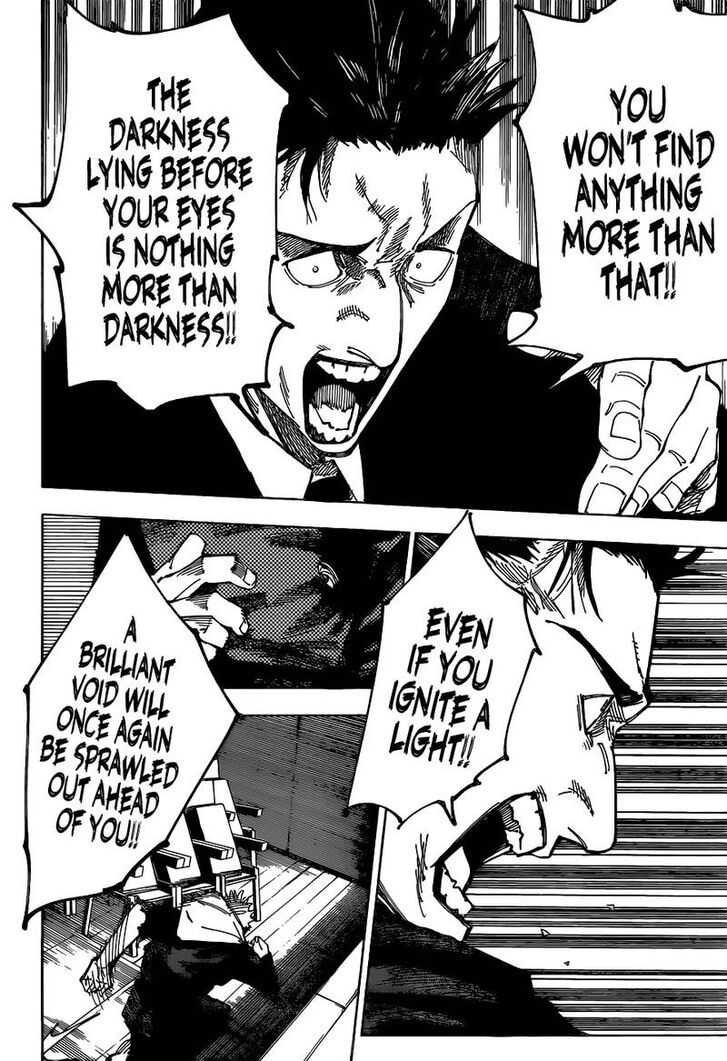 YOU
WON'T FIND
ANYTHING
MORE THAN
THAT!!
THE
DARKNESS
LYING BEFORE
YOUR EYES
IS NOTHING
MORE THAN
DARKNESS!!
EVEN
IF YOU
IGNITE A
LIGHT!!
A
BRILLIANT
VOID WILL
ONCE AGAIN
BE SPRAWLED
OUT AHEAD
OF YOU!!